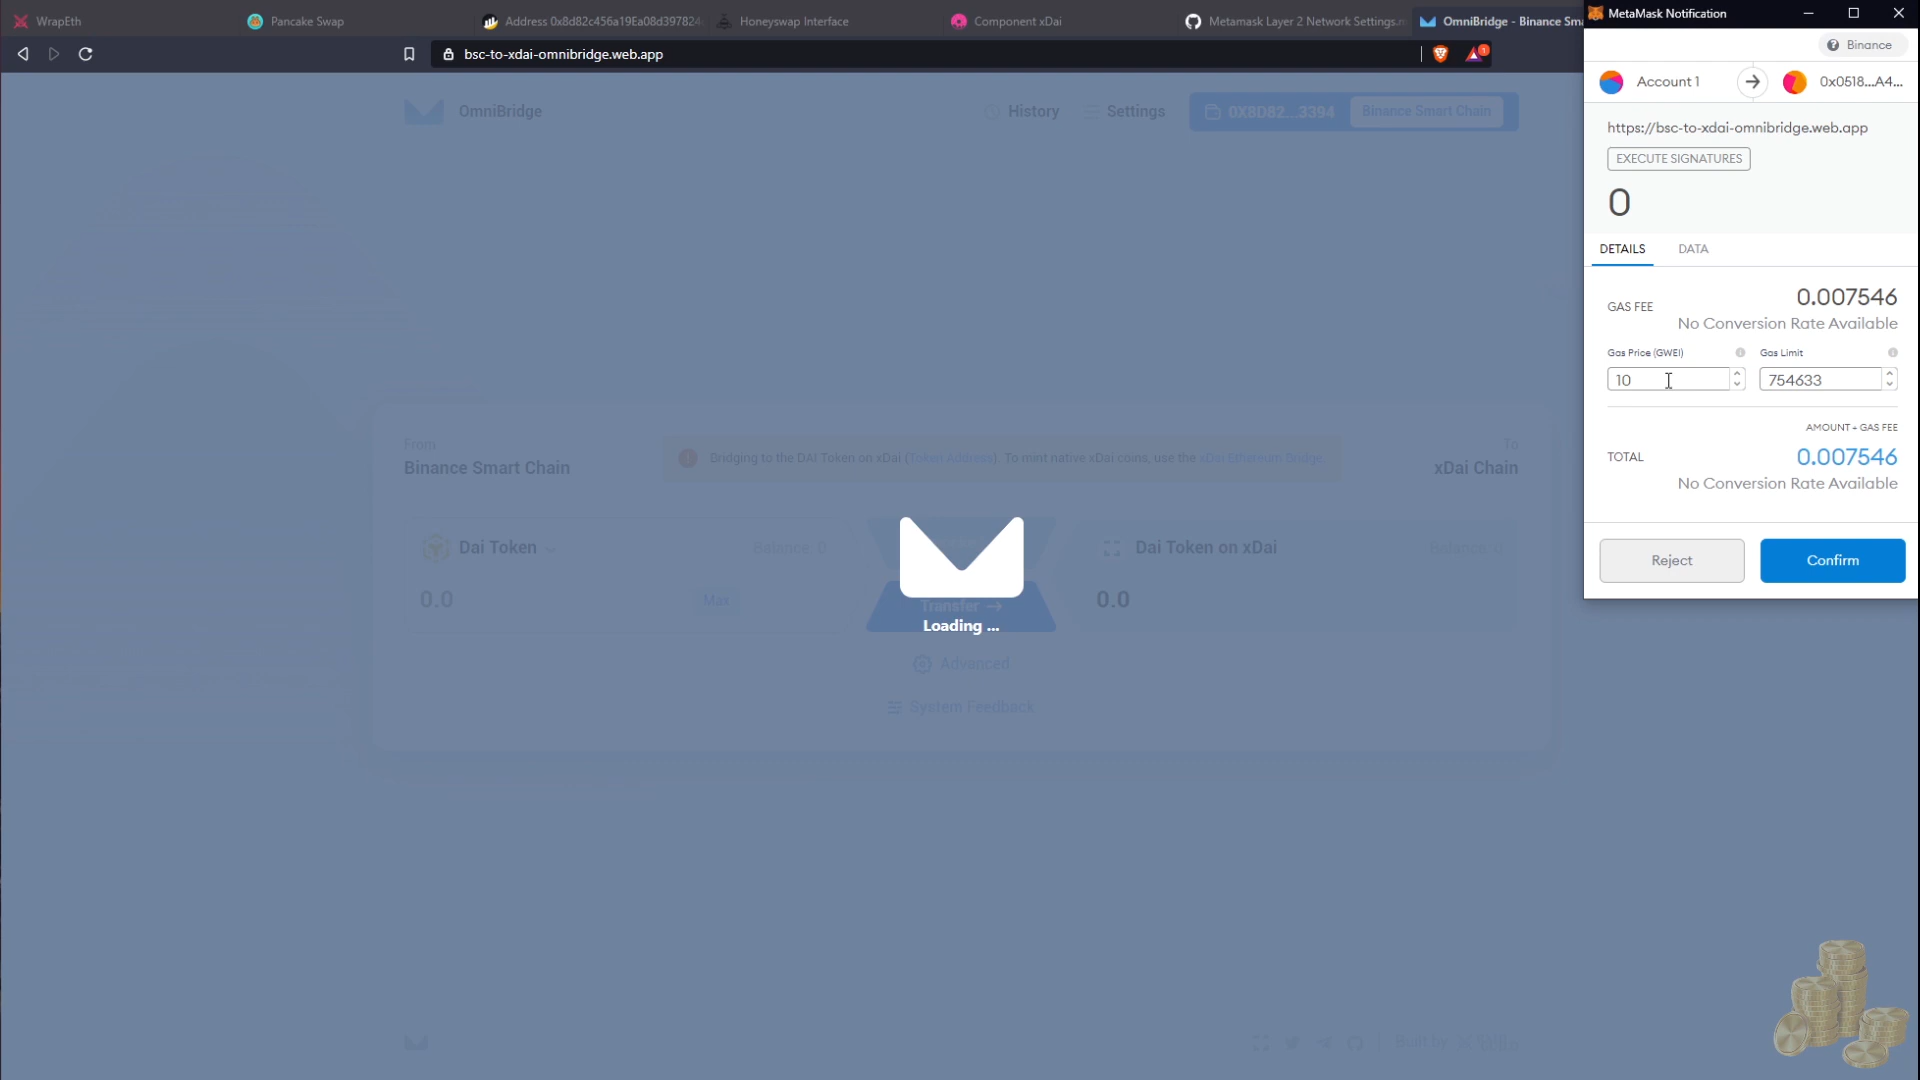 WrapEth
Pancake Swap
Address 0x8d82c456a19Ea08d397824
Honeyswap Interface
Component xDai
Metamask Layer 2 Network Settings.m
OmniBridge - Binance Sma
MetaMask Notification
bsc-to-xdai-omnibridge.web.app
1
Binance
Account 1
0x0518...A4...
OmniBridge
History
Settings
0X8D82...3394
Binance Smart Chain
https://bsc-to-xdai-omnibridge.web.app
EXECUTE SIGNATURES
0
DETAILS
DATA
GAS FEE
0.007546
No Conversion Rate Available
Gas Price (GWEI)
Gas Limit
10
754633
AMOUNT + GAS FEE
TOTAL
0.007546
No Conversion Rate Available
Reject
Confirm
From
Binance Smart Chain
Bridging to the DAI Token on xDai (Token Address). To mint native xDai coins, use the xDai Ethereum Bridge.
To
xDai Chain
Dai Token
Balance: 0
Dai Token on xDai
Balance: 0
0.0
Max
Transfer →
0.0
Loading ...
Advanced
System Feedback
Built by